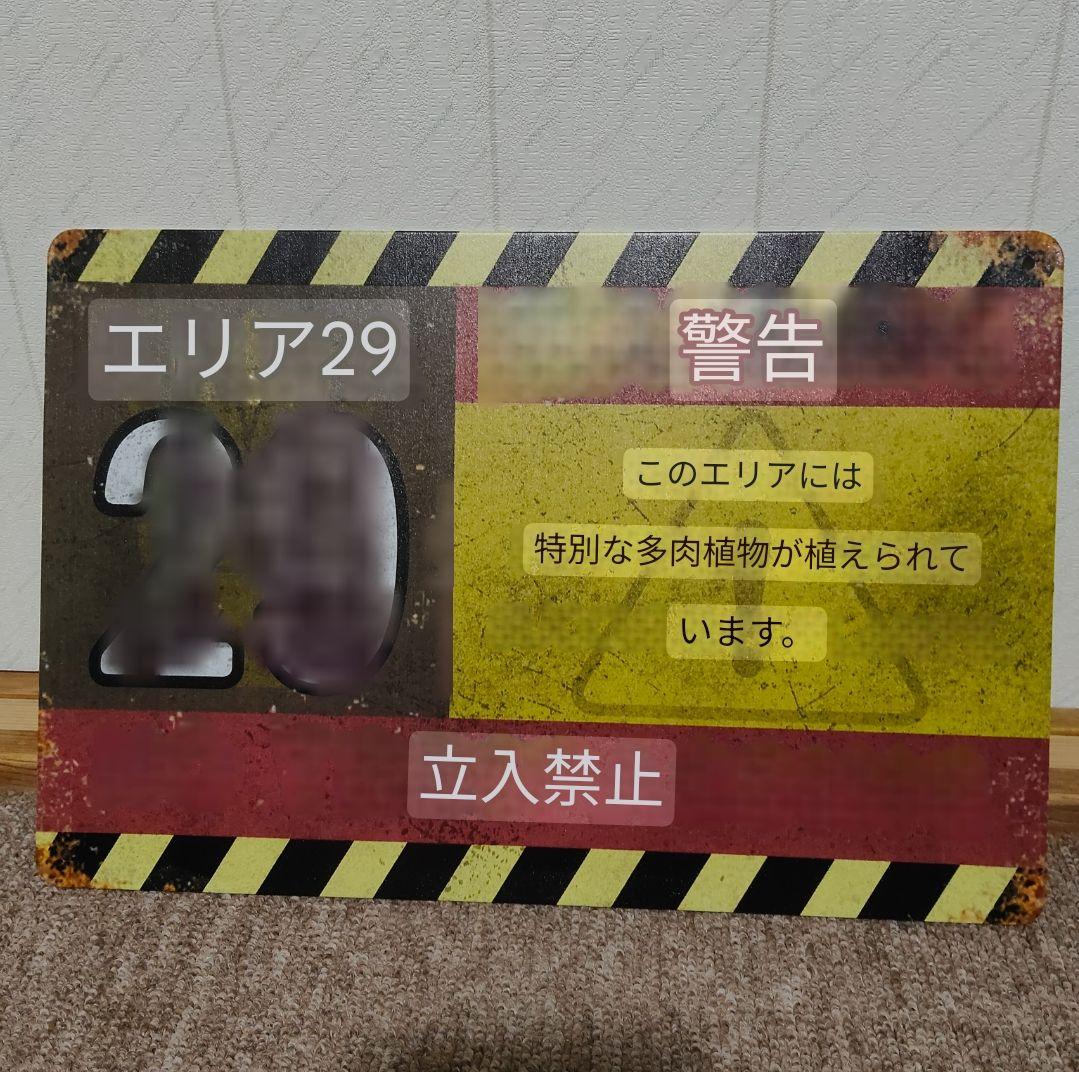 エリア29
29
警告
このエリアには
特別な多肉植物が植えられて
います。
立入禁止